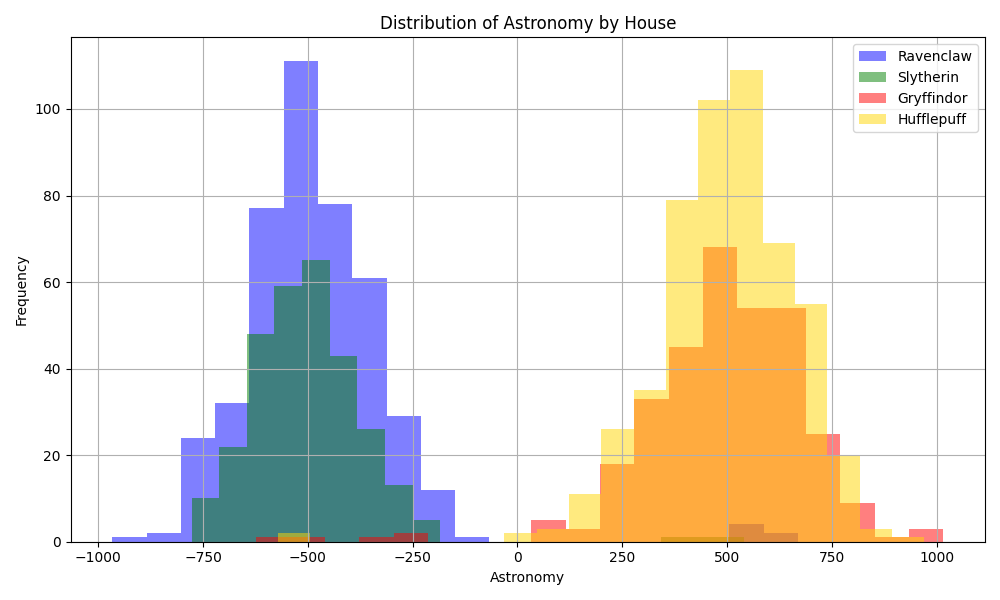 Distribution of Astronomy by House
Ravenclaw
Slytherin
Gryffindor
Hufflepuff
Frequency
100
80
60
40
20
0
−1000 −750 −500 −250 0 250 500 750 1000
Astronomy